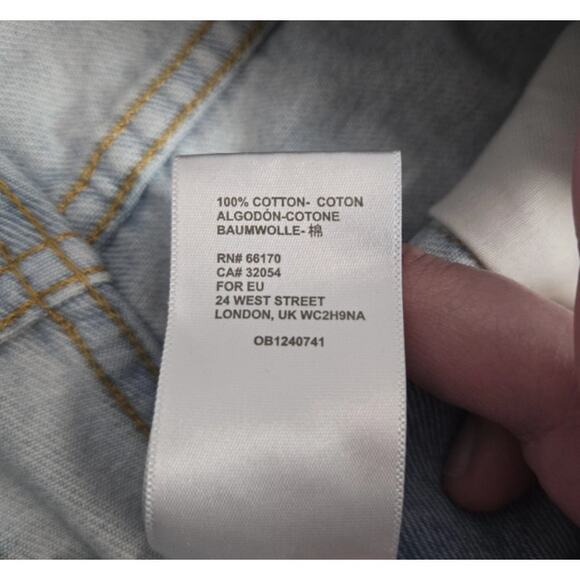 100% COTTON- COTON
ALGODÓN-COTONE
BAUMWOLLE- 棉
RN# 66170
CA# 32054
FOR EU
24 WEST STREET
LONDON, UK WC2H9NA
OB1240741